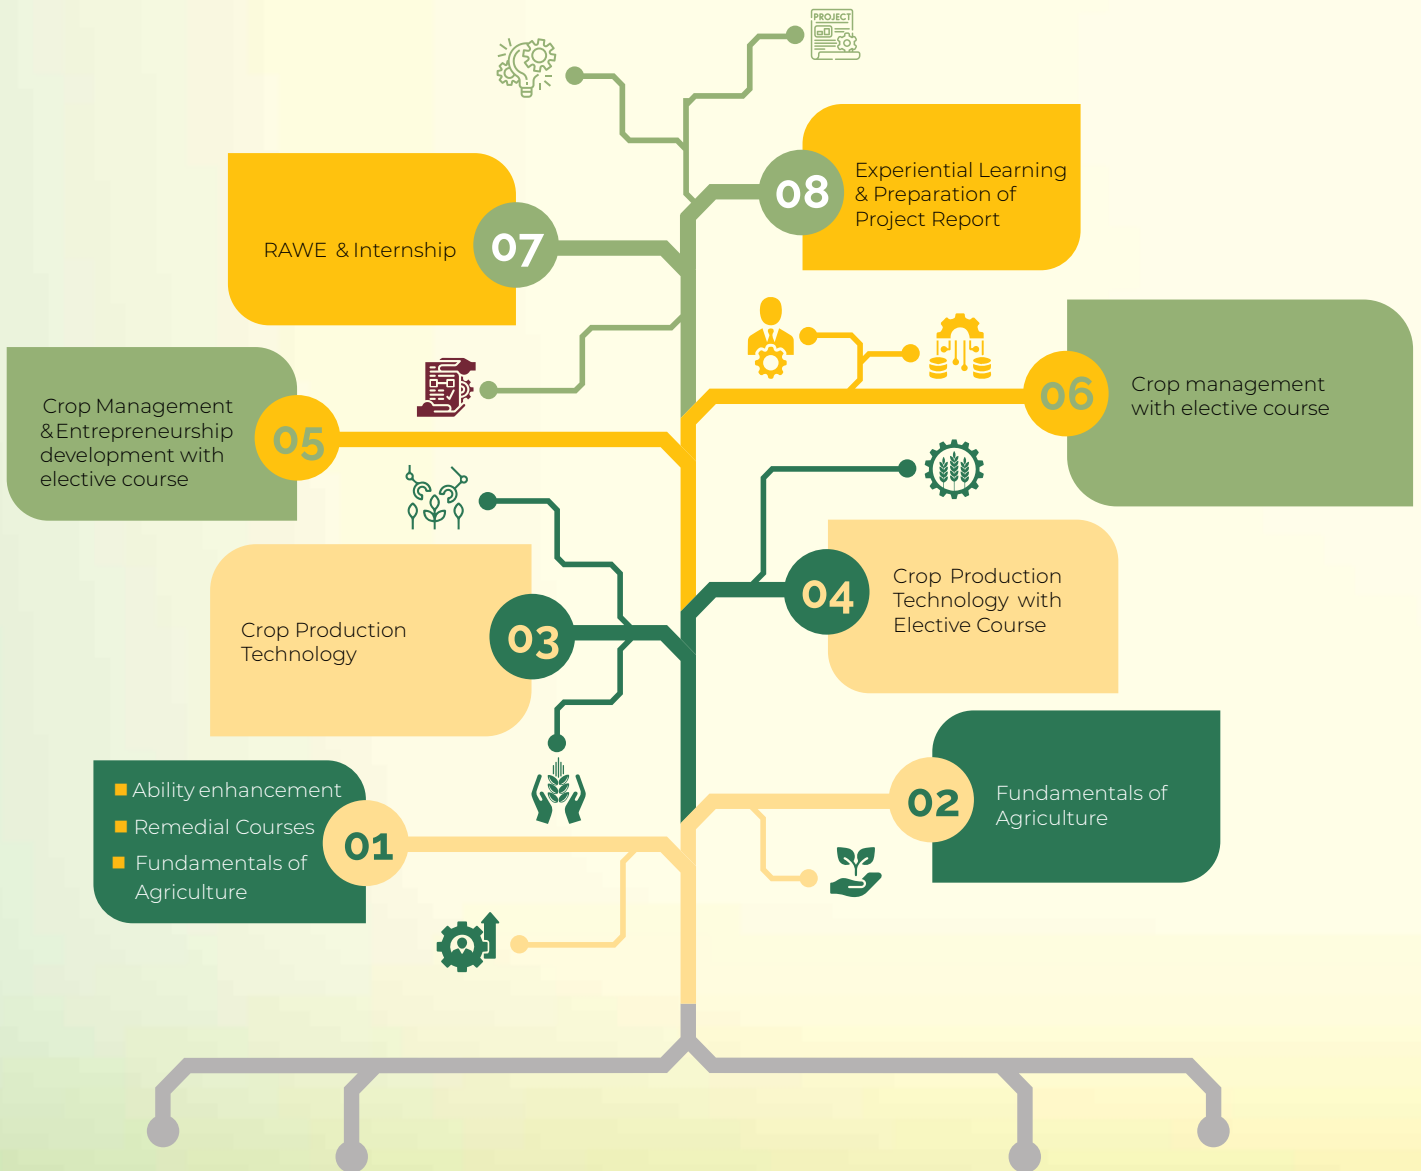 PROJECT
08
Experiential Learning
& Preparation of
Project Report
07
RAWE & Internship
06
Crop management
with elective course
05
Crop Management
& Entrepreneurship
development with
elective course
04
Crop Production
Technology with
Elective Course
03
Crop Production
Technology
02
Fundamentals of
Agriculture
01
Ability enhancement
Remedial Courses
Fundamentals of
Agriculture